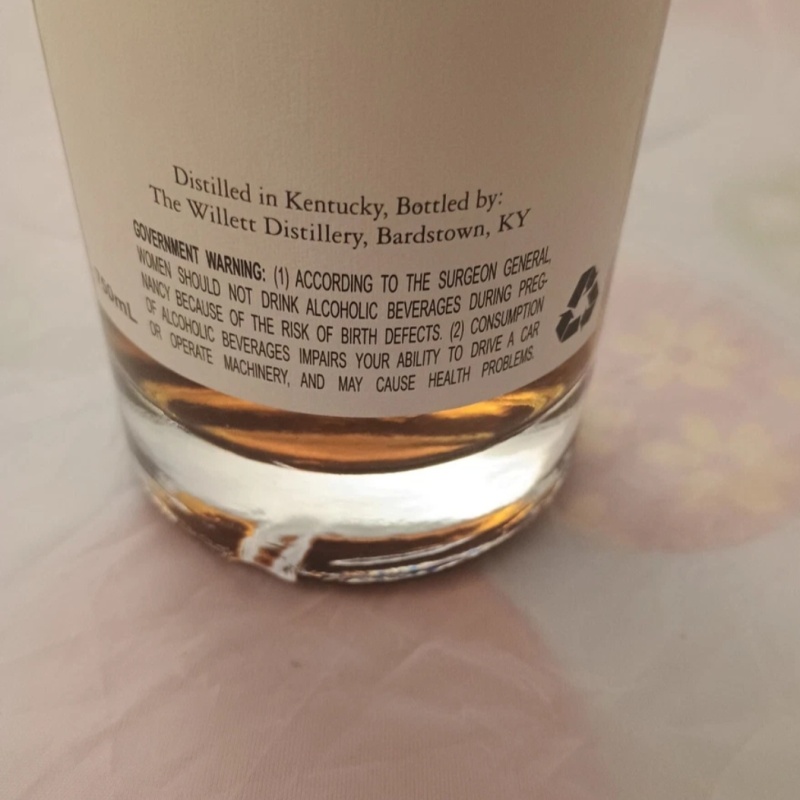 Distilled in Kentucky, Bottled by:
The Willett Distillery, Bardstown, KY
GOVERNMENT WARNING: (1) ACCORDING TO THE SURGEON GENERAL,
WOMEN SHOULD NOT DRINK ALCOHOLIC BEVERAGES DURING PREG-
NANCY BECAUSE OF THE RISK OF BIRTH DEFECTS. (2) CONSUMPTION
OF ALCOHOLIC BEVERAGES IMPAIRS YOUR ABILITY TO DRIVE A CAR
OR OPERATE MACHINERY, AND MAY CAUSE HEALTH PROBLEMS.
750mL